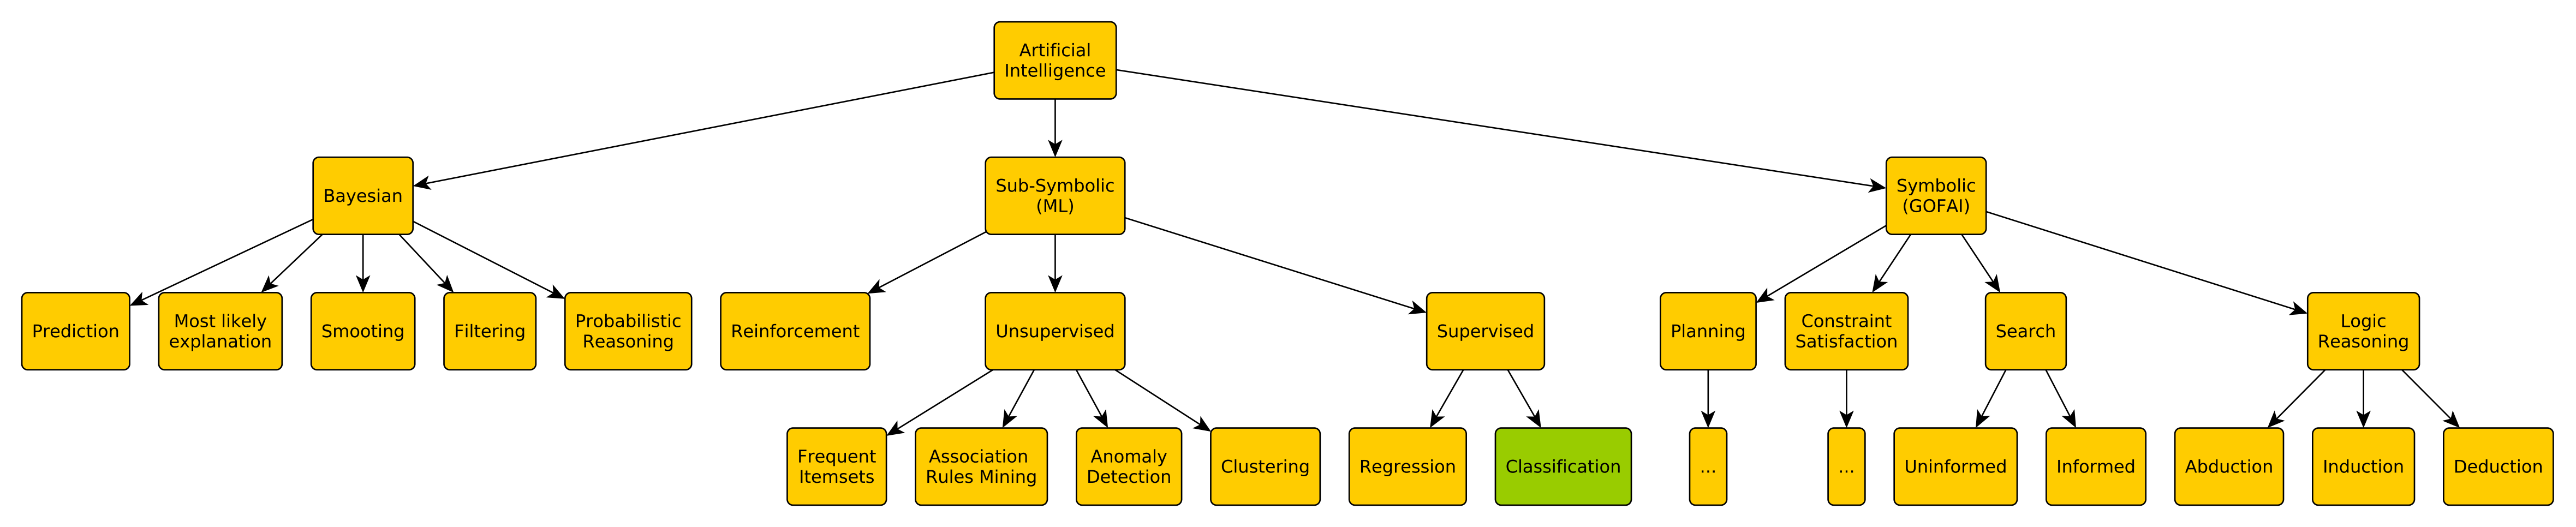 Artificial
Intelligence
Bayesian
Sub-Symbolic
(ML)
Symbolic
(GOFAI)
Prediction
Most likely
explanation
Smooting
Filtering
Probabilistic
Reasoning
Reinforcement
Unsupervised
Supervised
Planning
Constraint
Satisfaction
Search
Logic
Reasoning
Frequent
Itemsets
Association
Rules Mining
Anomaly
Detection
Clustering
Regression
Classification
...
...
Uninformed
Informed
Abduction
Induction
Deduction